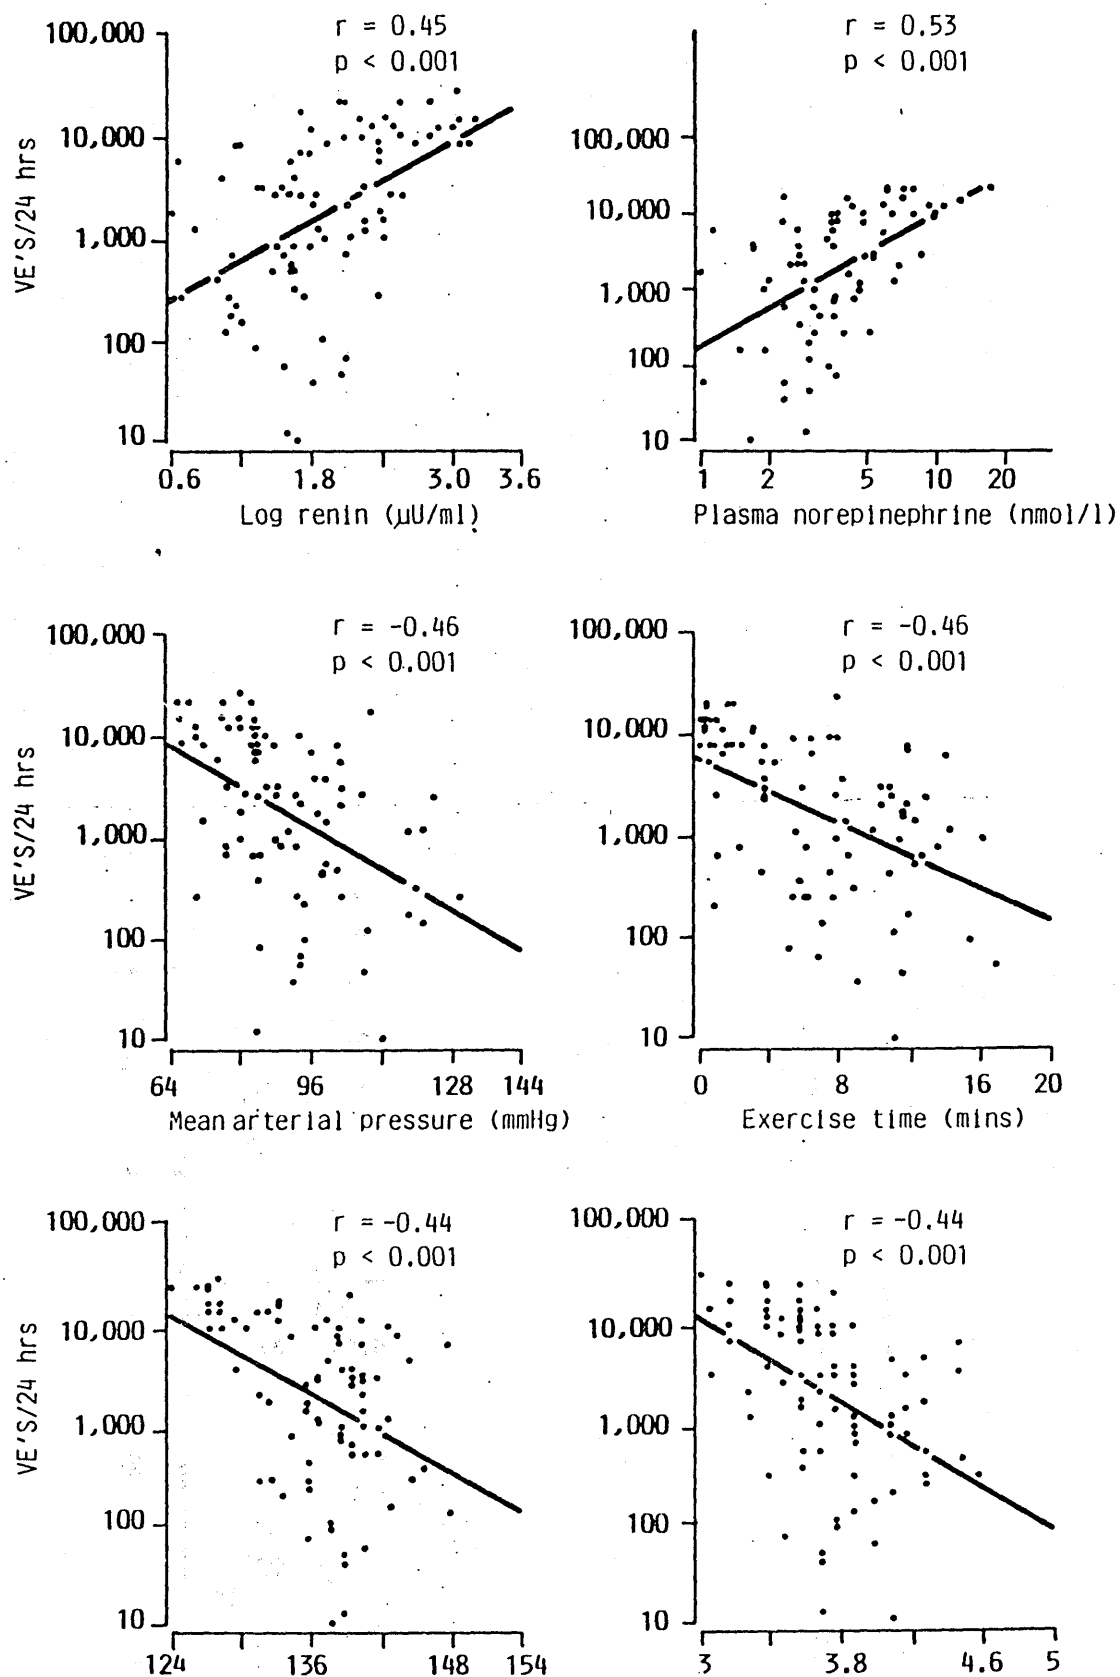 r = 0.45
p < 0.001
100,000
10,000
1,000
100
10
VE'S/24 hrs
0.6 1.8 3.0 3.6
Log renin (µU/ml)
r = 0.53
p < 0.001
100,000
10,000
1,000
100
10
1 2 5 10 20
Plasma norepinephrine (nmol/l)
r = -0.46
p < 0.001
100,000
10,000
1,000
100
10
VE'S/24 hrs
64 96 128 144
Mean arterial pressure (mmHg)
r = -0.46
p < 0.001
100,000
10,000
1,000
100
10
0 8 16 20
Exercise time (mins)
r = -0.44
p < 0.001
100,000
10,000
1,000
100
10
VE'S/24 hrs
124 136 148 154
r = -0.44
p < 0.001
100,000
10,000
1,000
100
10
3 3.8 4.6 5